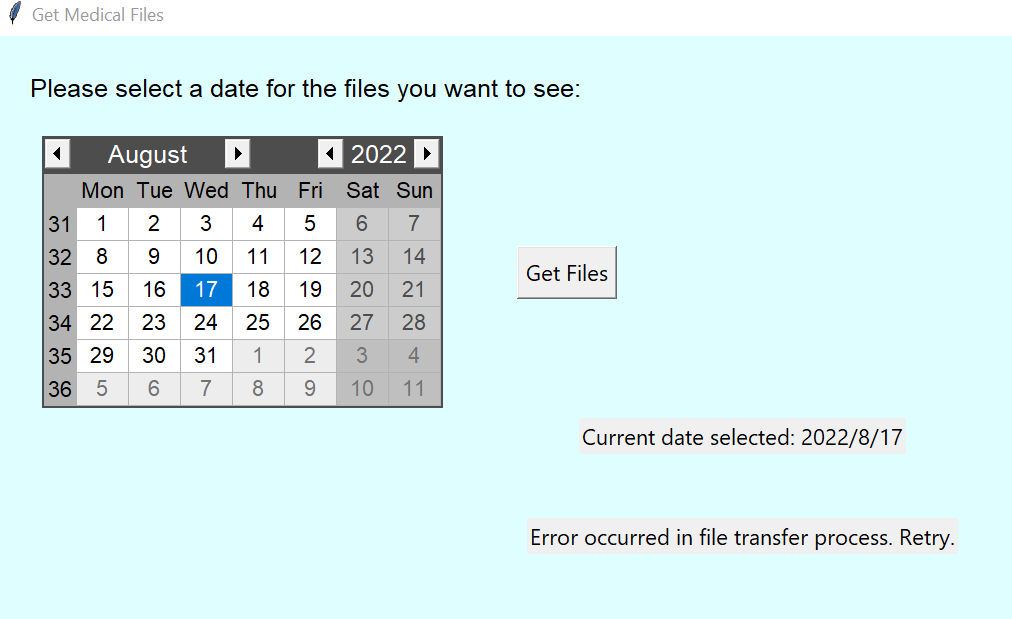 Get Medical Files
Please select a date for the files you want to see:
August 2022
Mon Tue Wed Thu Fri Sat Sun
31 1 2 3 4 5 6 7
32 8 9 10 11 12 13 14
33 15 16 17 18 19 20 21
34 22 23 24 25 26 27 28
35 29 30 31 1 2 3 4
36 5 6 7 8 9 10 11
Get Files
Current date selected: 2022/8/17
Error occurred in file transfer process. Retry.